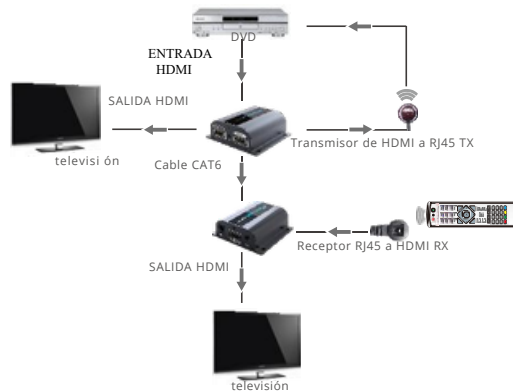 DVD
ENTRADA
HDMI
SALIDA HDMI
Transmisor de HDMI a RJ45 TX
televisi ón
Cable CAT6
Receptor RJ45 a HDMI RX
SALIDA HDMI
televisión